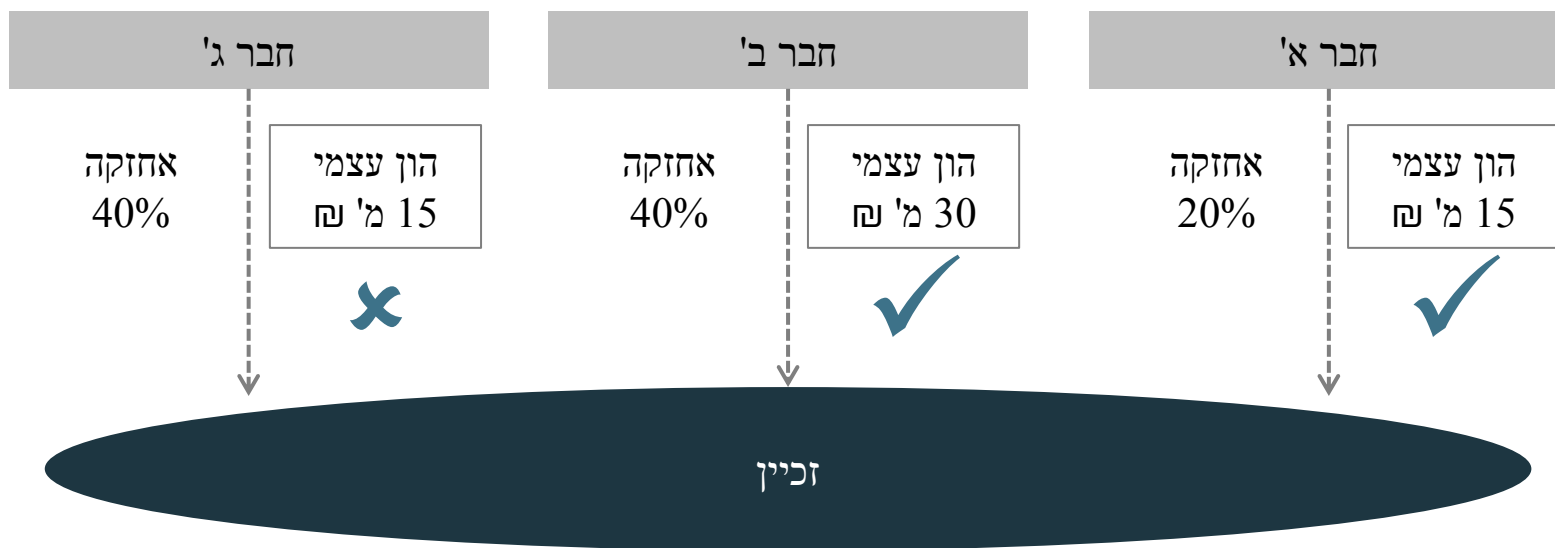 חבר א'
הון עצמי
15 מ' ₪
אחזקה
20%
חבר ב'
הון עצמי
30 מ' ₪
אחזקה
40%
חבר ג'
הון עצמי
15 מ' ₪
אחזקה
40%
זכיין